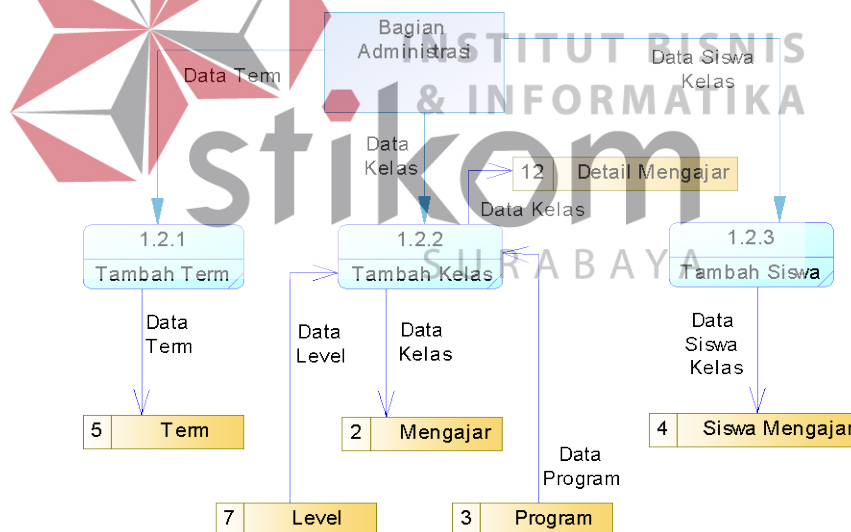 Bagian
Administrasi
INSTITUT BISNIS
& INFORMATIKA
stikom
SURABAYA
Data Term
Data Siswa
Kelas
Data
Kelas
12 Detail Mengajar
Data Kelas
1.2.1
Tambah Term
1.2.2
Tambah Kelas
1.2.3
Tambah Siswa
Data
Term
Data
Level
Data
Kelas
Data
Siswa
Kelas
5 Term
2 Mengajar
4 Siswa Mengajar
Data
Program
7 Level
3 Program